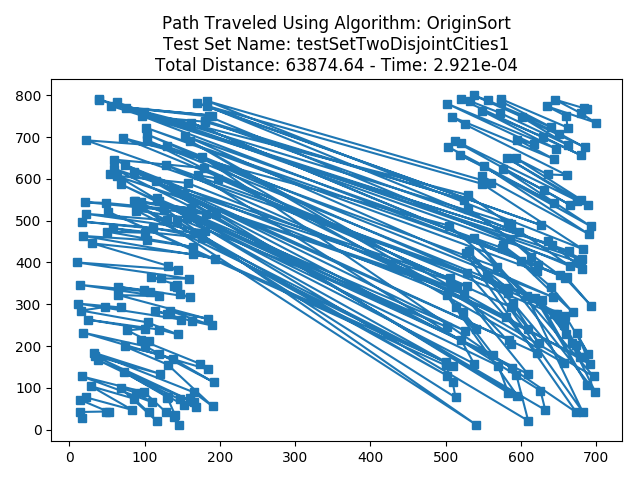 Path Traveled Using Algorithm: OriginSort
Test Set Name: testSetTwoDisjointCities1
Total Distance: 63874.64 - Time: 2.921e-04
800
700
600
500
400
300
200
100
0
0 100 200 300 400 500 600 700